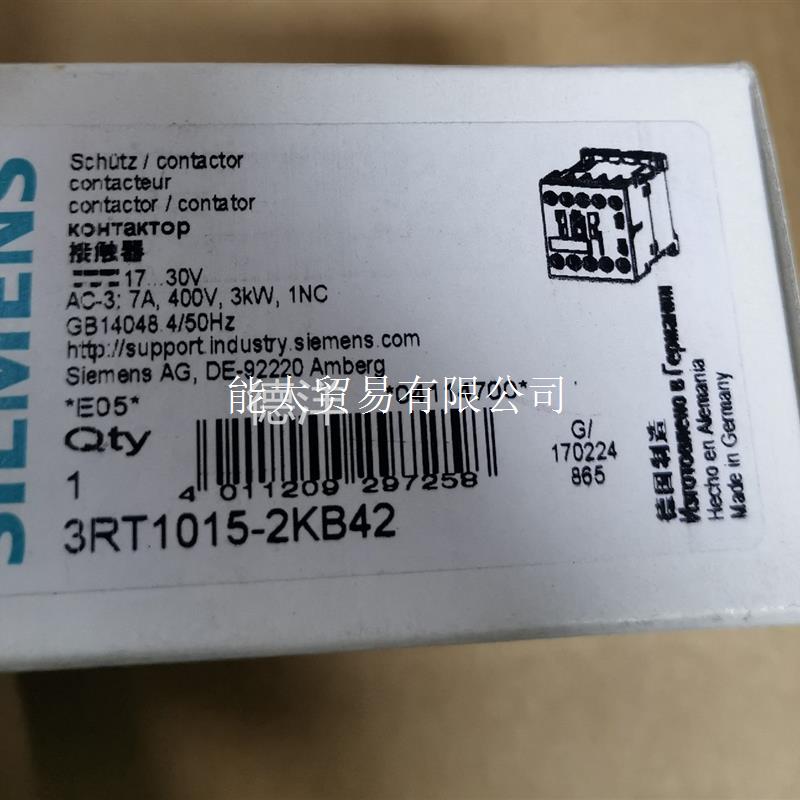 SIEMENS
Schütz / contactor
contacteur
contactor / contator
контактор
接触器
17...30V
AC-3: 7A, 400V, 3kW, 1NC
GB14048.4/50Hz
http://support.industry.siemens.com
Siemens AG, DE-92220 Amberg
*E05*
能太贸易有限公司
Qty
1
4 011209 297258
3RT1015-2KB42
G/
170224
865
德国制造
Изготовлено в Германии
Hecho en Alemania
Made in Germany